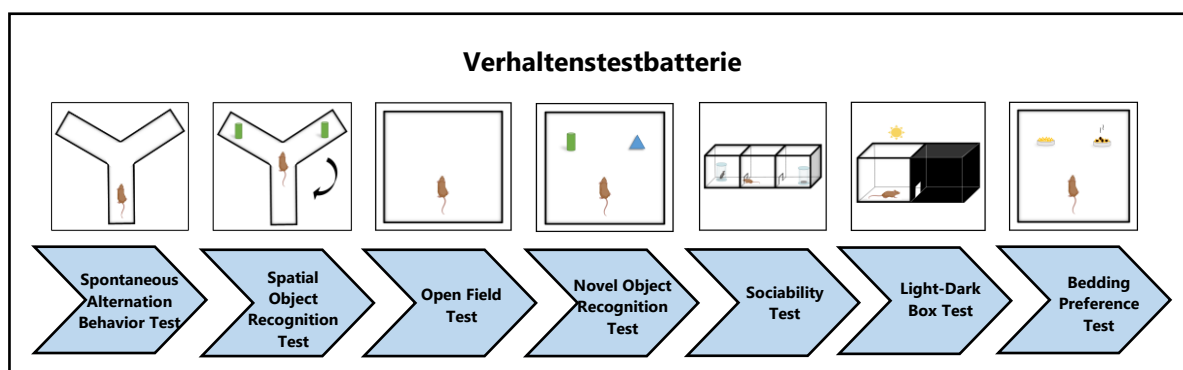 Verhaltenstestbatterie
Spontaneous
Alternation
Behavior Test
Spatial
Object
Recognition
Test
Open Field
Test
Novel Object
Recognition Test
Sociability
Test
Light-Dark
Box Test
Bedding
Preference
Test